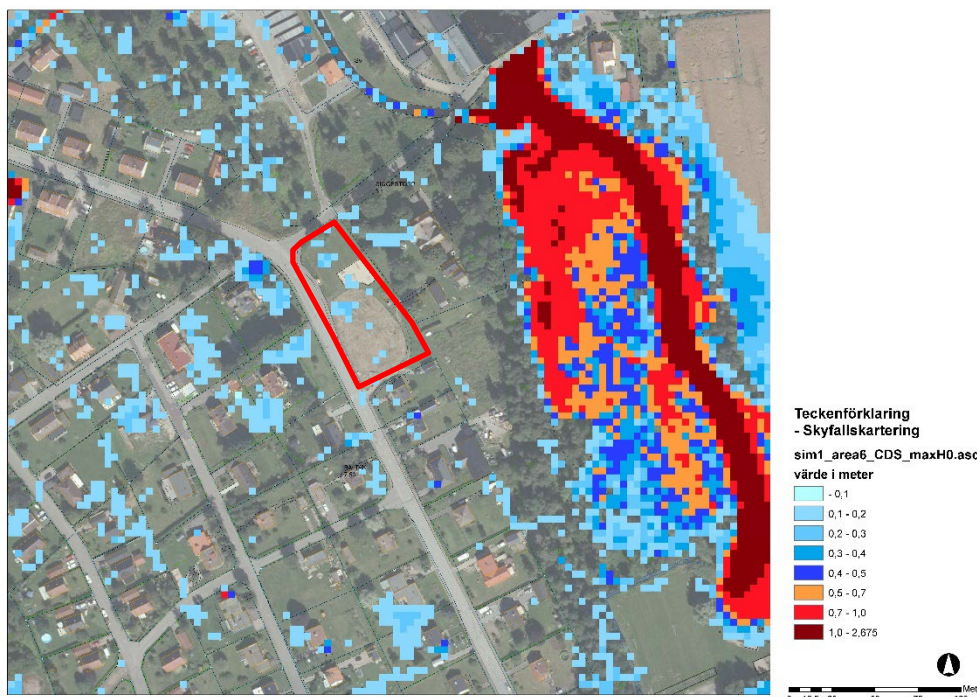 Teckenförklaring
- Skyfallskartering
sim1_area6_CDS_maxH0.asc
värde i meter
- 0,1
0,1 - 0,2
0,2 - 0,3
0,3 - 0,4
0,4 - 0,5
0,5 - 0,7
0,7 - 1,0
1,0 - 2,675